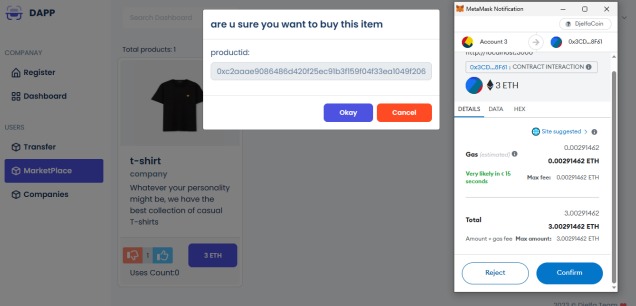 DAPP
Search Dashboard
COMPANAY
Register
Dashboard
USERS
Transfer
MarketPlace
Companies
Total products: 1
t-shirt
company
Whatever your personality
might be, we have the
best collection of casual
T-shirts
1
3 ETH
Uses Count:0
are u sure you want to buy this item
productid:
0xc2aaae9086486d420f25ec91b3f159f04f33ea1049f206
Okay
Cancel
MetaMask Notification
DjeffaCoin
Account 3
0x3CD...8F61
http://localhost:3000
0x3CD...8F61 : CONTRACT INTERACTION
3 ETH
DETAILS
DATA
HEX
Site suggested
Gas (estimated)
0.00291462
0.00291462 ETH
Very likely in < 15
seconds
Max fee: 0.00291462 ETH
Total
3.00291462
3.00291462 ETH
Amount + gas fee Max amount: 3.00291462 ETH
Reject
Confirm